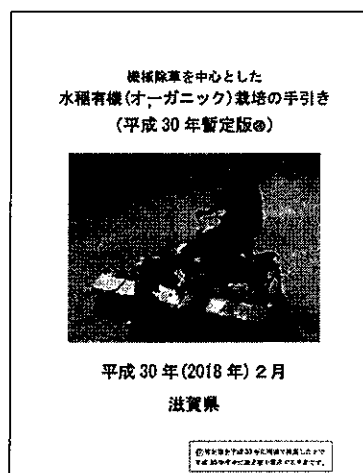 機械除草を中心とした
水稲有機(オーガニック)栽培の手引き
(平成30年暫定版㊢)
平成30年(2018年)2月
滋賀県